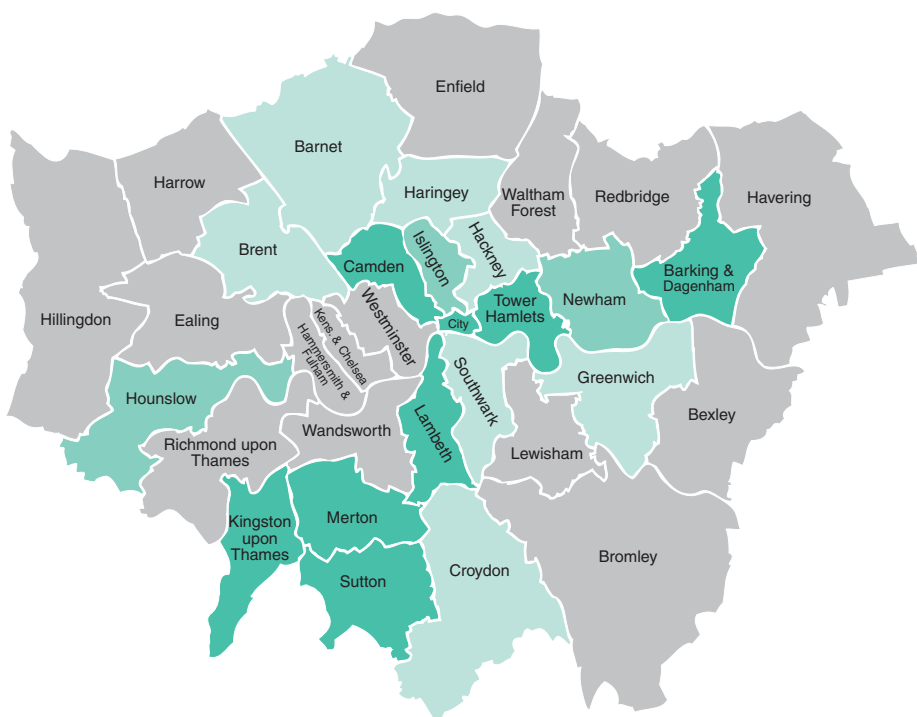 Enfield
Barnet
Harrow
Haringey
Waltham
Forest
Redbridge
Havering
Brent
Camden
Islington
Hackney
Barking &
Dagenham
Hillingdon
Ealing
Hammersmith &
Fulham
Kens. & Chelsea
Westminster
City
Tower
Hamlets
Newham
Hounslow
Greenwich
Bexley
Richmond upon
Thames
Wandsworth
Lambeth
Southwark
Lewisham
Kingston
upon
Thames
Merton
Sutton
Croydon
Bromley